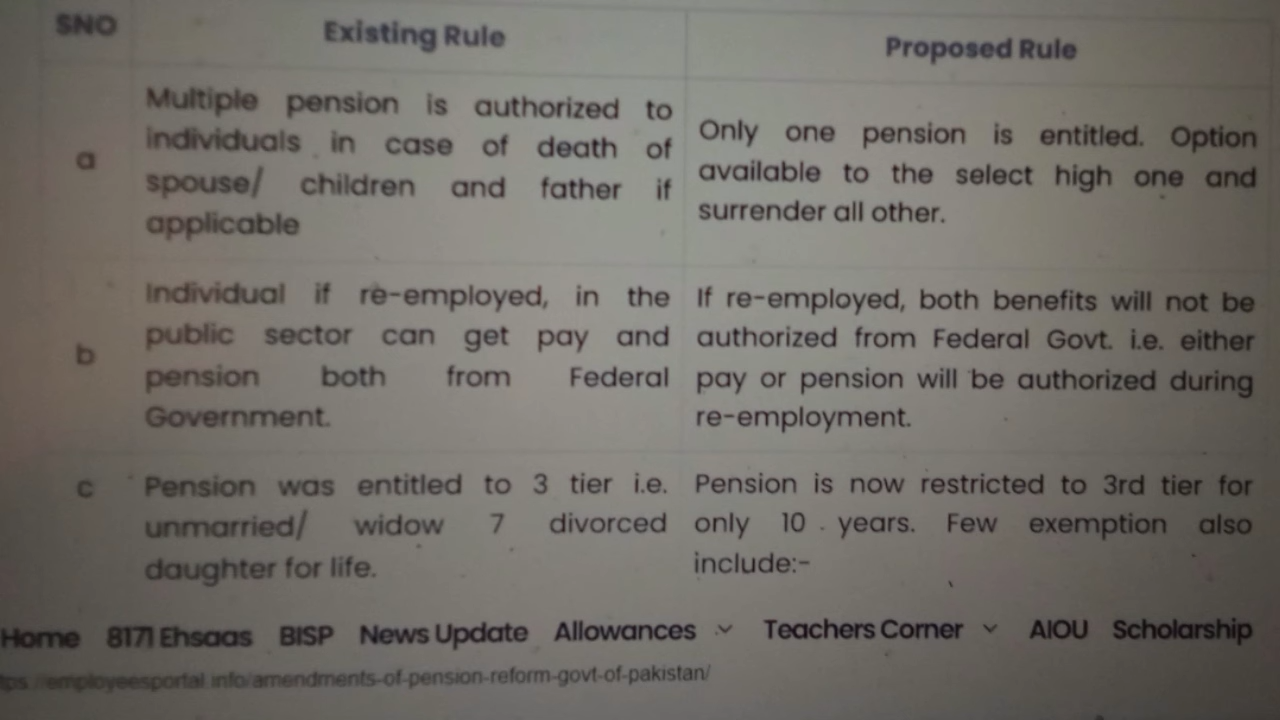 SNO
Existing Rule
Proposed Rule
a
Multiple pension is authorized to
individuals in case of death of
spouse/ children and father if
applicable
Only one pension is entitled. Option
available to the select high one and
surrender all other.
b
Individual if re-employed, in the
public sector can get pay and
pension both from Federal
Government.
If re-employed, both benefits will not be
authorized from Federal Govt. i.e. either
pay or pension will be authorized during
re-employment.
c
Pension was entitled to 3 tier i.e.
unmarried/ widow 7 divorced
daughter for life.
Pension is now restricted to 3rd tier for
only 10 years. Few exemption also
include:-
Home 8171 Ehsaas BISP News Update Allowances Teachers Corner AIOU Scholarship
tps://employeesportal.info/amendments-of-pension-reform-govt-of-pakistan/